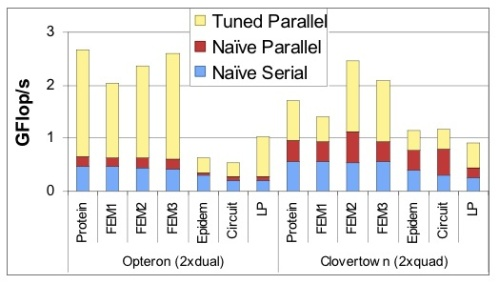 Tuned Parallel
Naïve Parallel
Naïve Serial
GFlop/s
3
2
1
0
Protein
FEM1
FEM2
FEM3
Epidem
Circuit
LP
Protein
FEM1
FEM2
FEM3
Epidem
Circuit
LP
Opteron (2xdual)
Clovertown (2xquad)